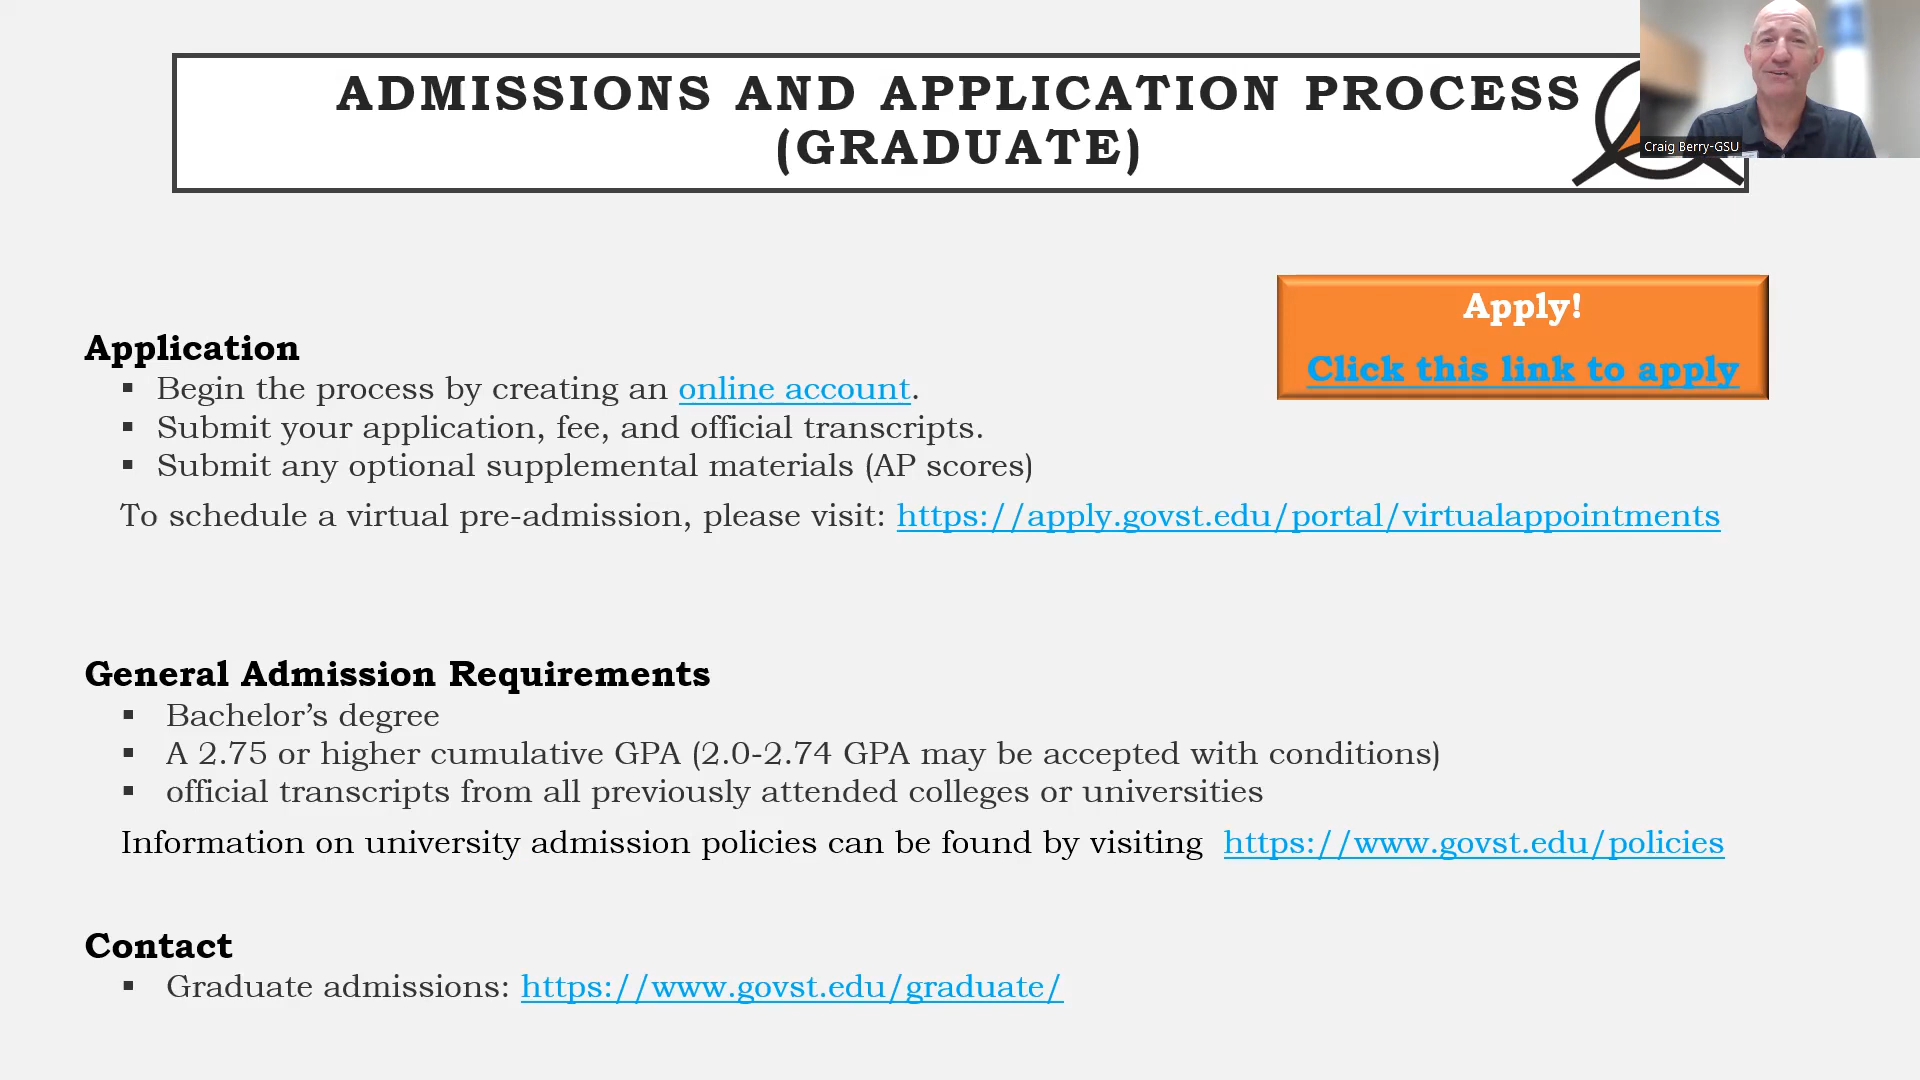 ADMISSIONS AND APPLICATION PROCESS
(GRADUATE)
Craig Berry-GSU
Apply!
Click this link to apply
Application
▪ Begin the process by creating an online account.
▪ Submit your application, fee, and official transcripts.
▪ Submit any optional supplemental materials (AP scores)
To schedule a virtual pre-admission, please visit: https://apply.govst.edu/portal/virtualappointments
General Admission Requirements
▪ Bachelor’s degree
▪ A 2.75 or higher cumulative GPA (2.0-2.74 GPA may be accepted with conditions)
▪ official transcripts from all previously attended colleges or universities
Information on university admission policies can be found by visiting https://www.govst.edu/policies
Contact
▪ Graduate admissions: https://www.govst.edu/graduate/